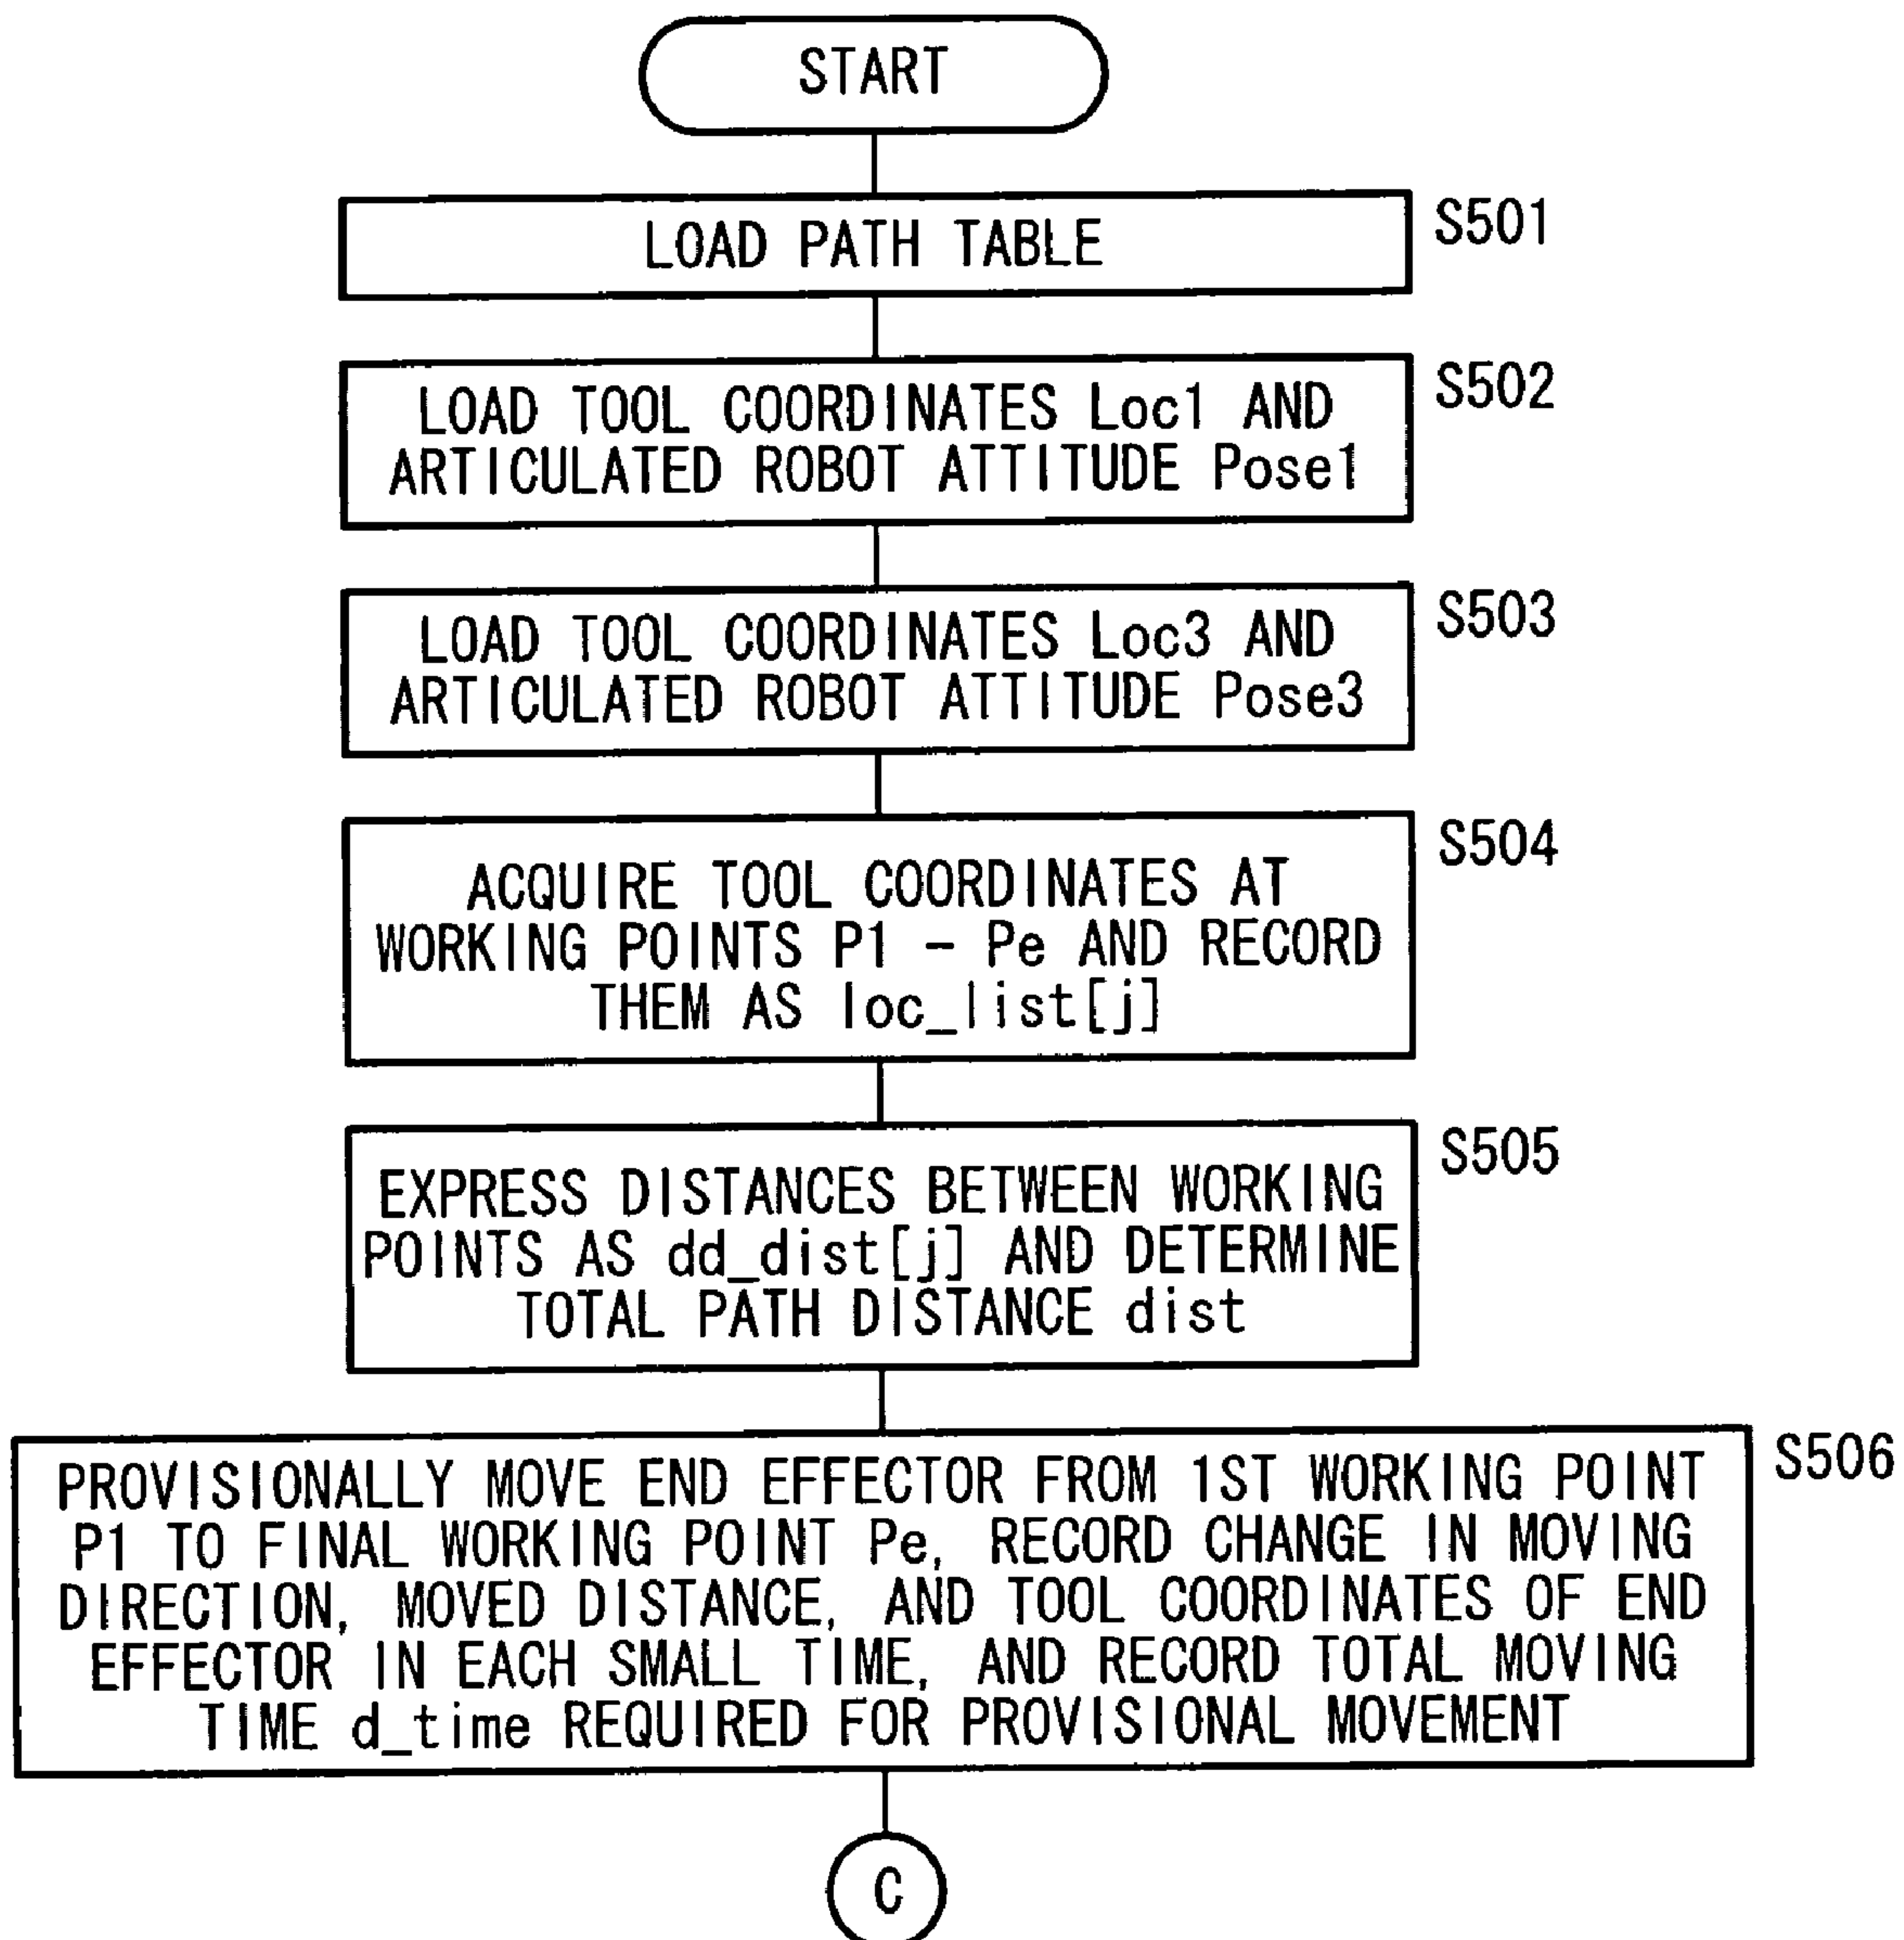 START
LOAD PATH TABLE
S501
LOAD TOOL COORDINATES Loc1 AND
ARTICULATED ROBOT ATTITUDE Pose1
S502
LOAD TOOL COORDINATES Loc3 AND
ARTICULATED ROBOT ATTITUDE Pose3
S503
ACQUIRE TOOL COORDINATES AT
WORKING POINTS P1 - Pe AND RECORD
THEM AS loc_list[j]
S504
EXPRESS DISTANCES BETWEEN WORKING
POINTS AS dd_dist[j] AND DETERMINE
TOTAL PATH DISTANCE dist
S505
PROVISIONALLY MOVE END EFFECTOR FROM 1ST WORKING POINT
P1 TO FINAL WORKING POINT Pe, RECORD CHANGE IN MOVING
DIRECTION, MOVED DISTANCE, AND TOOL COORDINATES OF END
EFFECTOR IN EACH SMALL TIME, AND RECORD TOTAL MOVING
TIME d_time REQUIRED FOR PROVISIONAL MOVEMENT
S506
C